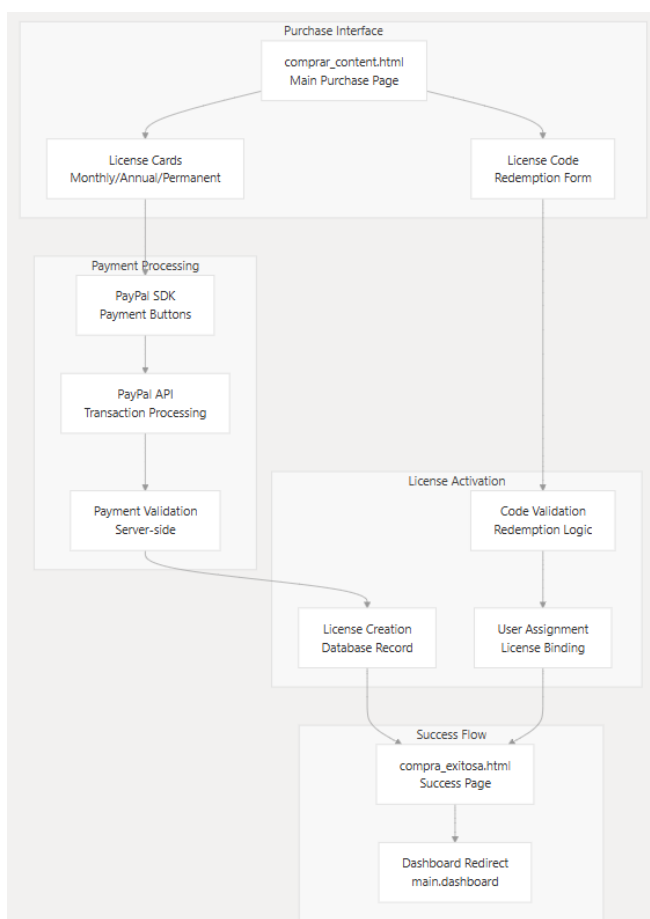 Purchase Interface
comprar_content.html
Main Purchase Page
License Cards
Monthly/Annual/Permanent
License Code
Redemption Form
Payment Processing
PayPal SDK
Payment Buttons
PayPal API
Transaction Processing
Payment Validation
Server-side
License Activation
Code Validation
Redemption Logic
License Creation
Database Record
User Assignment
License Binding
Success Flow
compra_exitosa.html
Success Page
Dashboard Redirect
main.dashboard